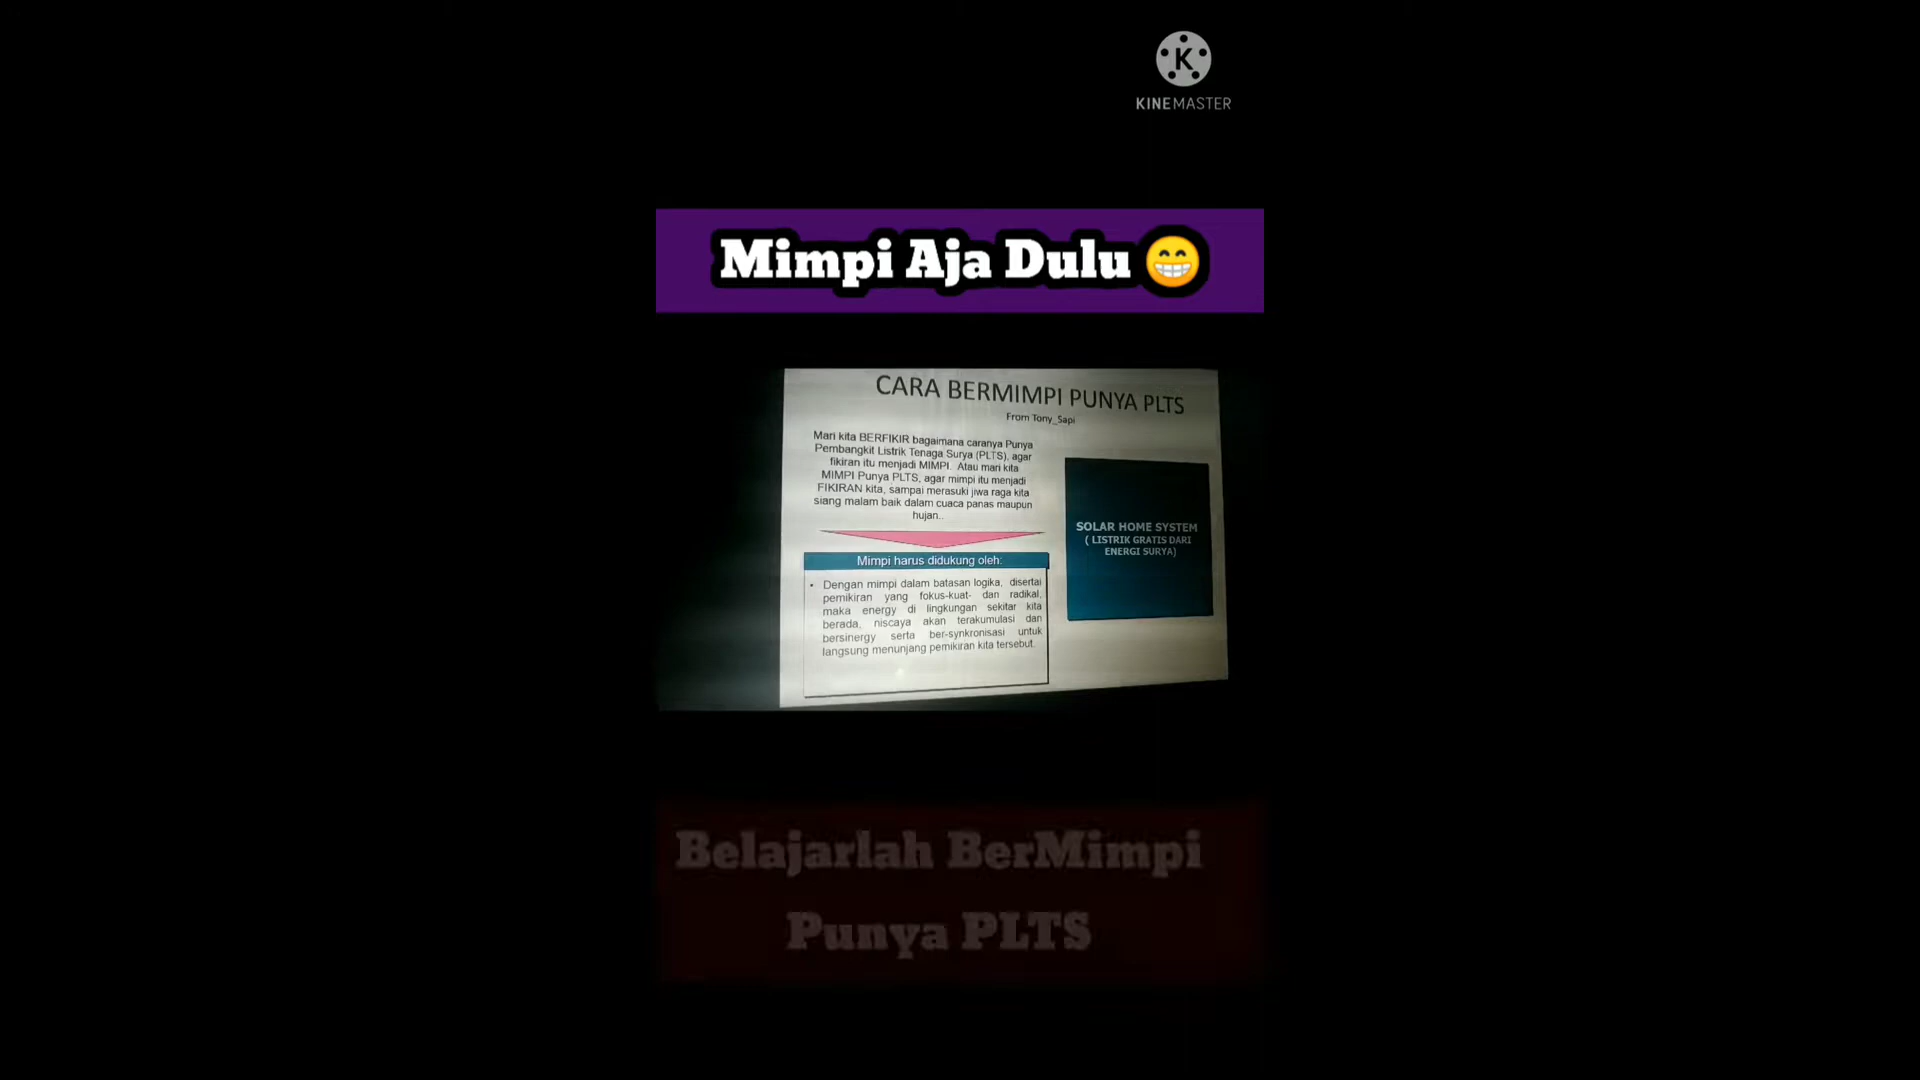 K
KINEMASTER
Mimpi Aja Dulu 😁
CARA BERMIMPI PUNYA PLTS
From Tony_Sapi
Mari kita BERFIKIR bagaimana caranya Punya
Pembangkit Listrik Tenaga Surya (PLTS), agar
fikiran itu menjadi MIMPI. Atau mari kita
MIMPI Punya PLTS, agar mimpi itu menjadi
FIKIRAN kita, sampai merasuki jiwa raga kita
siang malam baik dalam cuaca panas maupun
hujan..
Mimpi harus didukung oleh:
• Dengan mimpi dalam batasan logika, disertai
pemikiran yang fokus-kuat- dan radikal,
maka energy di lingkungan sekitar kita
berada, niscaya akan terakumulasi dan
bersinergy serta ber-synkronisasi untuk
langsung menunjang pemikiran kita tersebut.
SOLAR HOME SYSTEM
( LISTRIK GRATIS DARI
ENERGI SURYA)
Belajarlah BerMimpi
Punya PLTS